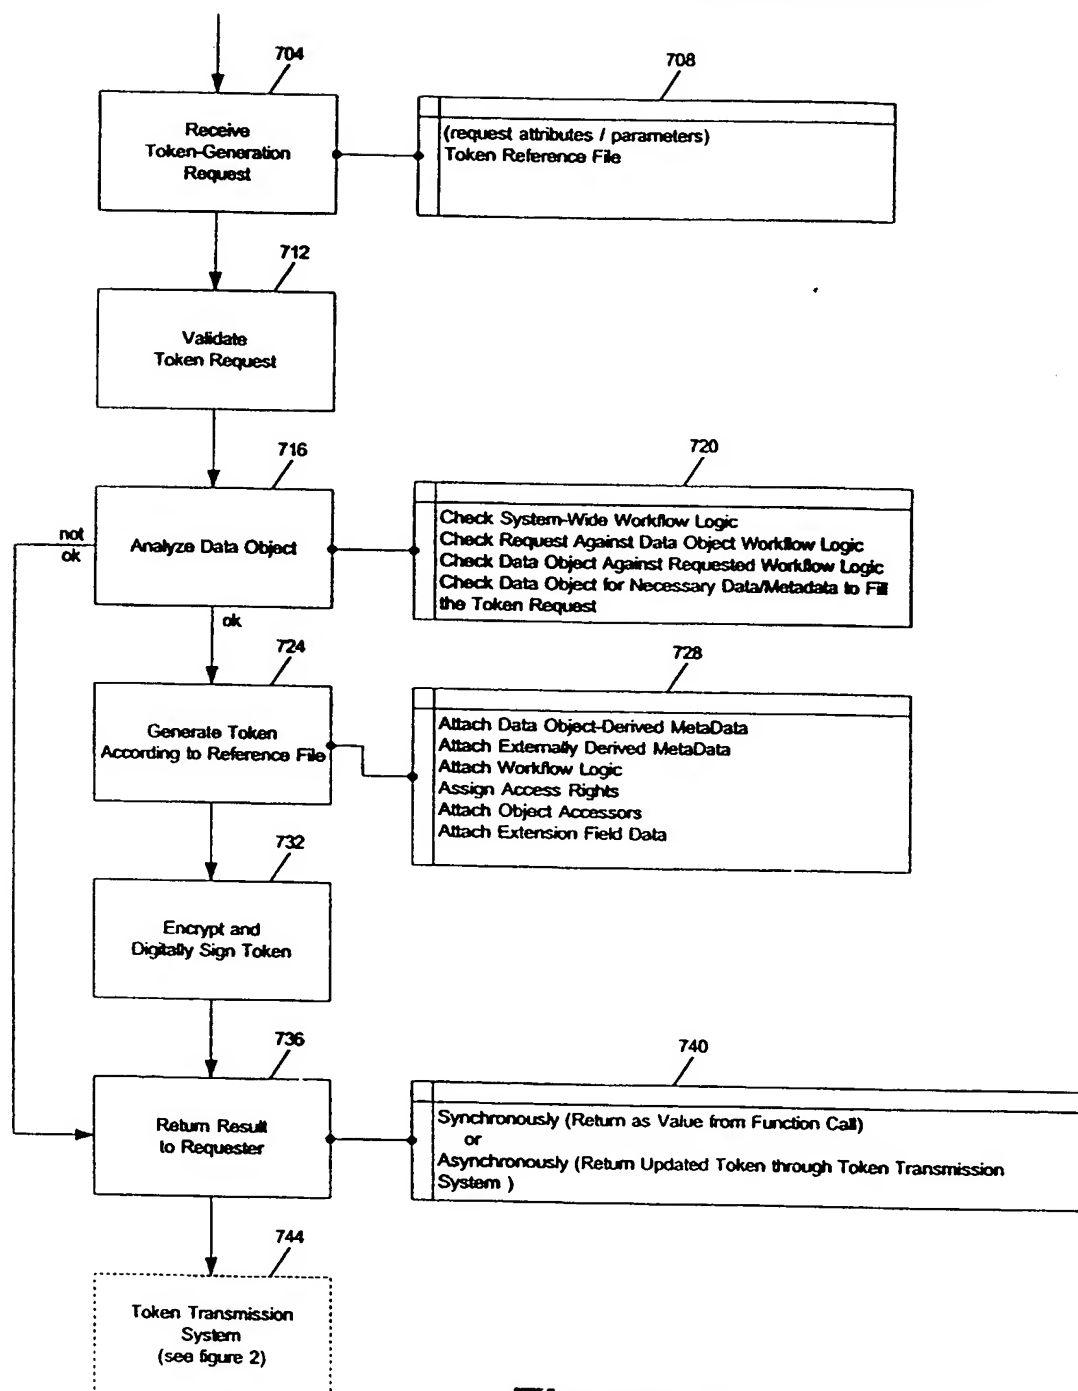 704
708
Receive
Token-Generation
Request
(request attributes / parameters)
Token Reference File
712
Validate
Token Request
716
720
not
ok
Analyze Data Object
Check System-Wide Workflow Logic
Check Request Against Data Object Workflow Logic
Check Data Object Against Requested Workflow Logic
Check Data Object for Necessary Data/Metadata to Fill
the Token Request
ok
724
728
Generate Token
According to Reference File
Attach Data Object-Derived MetaData
Attach Externally Derived MetaData
Attach Workflow Logic
Assign Access Rights
Attach Object Accessors
Attach Extension Field Data
732
Encrypt and
Digitally Sign Token
736
740
Return Result
to Requester
Synchronously (Return as Value from Function Call)
or
Asynchronously (Return Updated Token through Token Transmission
System )
744
Token Transmission
System
(see figure 2)